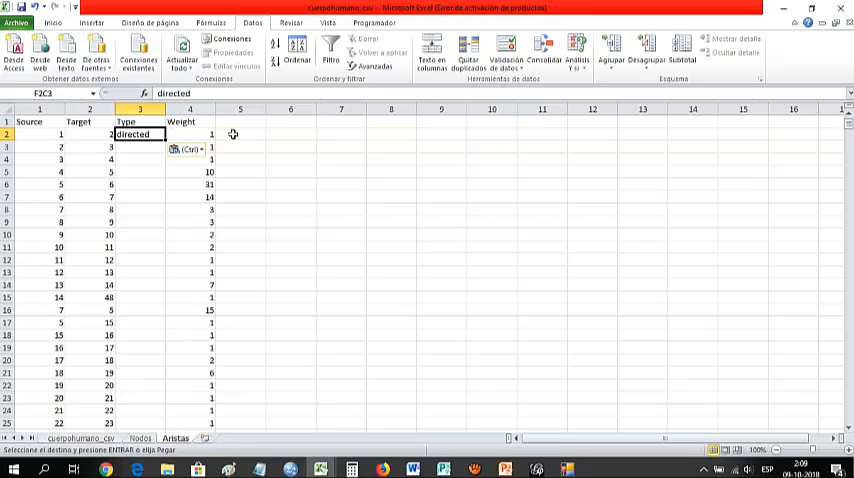 cuerpohumano_csv - Microsoft Excel (Error de activación de productos)
Archivo Inicio Insertar Diseño de página Fórmulas Datos Revisar Vista Programador
Desde Access
Desde web
Desde texto
De otras fuentes
Conexiones existentes
Obtener datos externos
Actualizar todo
Conexiones
Propiedades
Editar vínculos
Conexiones
Ordenar
Filtro
Borrar
Volver a aplicar
Avanzadas
Ordenar y filtrar
Texto en columnas
Quitar duplicados
Validación de datos
Consolidar
Análisis Y Si
Herramientas de datos
Agrupar
Desagrupar
Subtotal
Mostrar detalle
Ocultar detalle
Esquema
F2C3 fx directed
1 2 3 4 5 6 7 8 9 10 11 12 13 14 15 16
1 Source Target Type Weight
2 1 2 directed 1
3 2 3 1
(Ctrl)
4 3 4 1
5 4 5 10
6 5 6 31
7 6 7 14
8 7 8 3
9 8 9 3
10 9 10 2
11 10 11 2
12 11 12 1
13 12 13 1
14 13 14 7
15 14 48 1
16 7 5 15
17 5 15 1
18 15 16 1
19 16 17 1
20 17 18 2
21 18 19 6
22 19 20 1
23 20 21 1
24 21 22 1
25 22 23 1
cuerpohumano_csv Nodos Aristas
Seleccione el destino y presione ENTRAR o elija Pegar
100%
ESP
2:09
09-10-2018